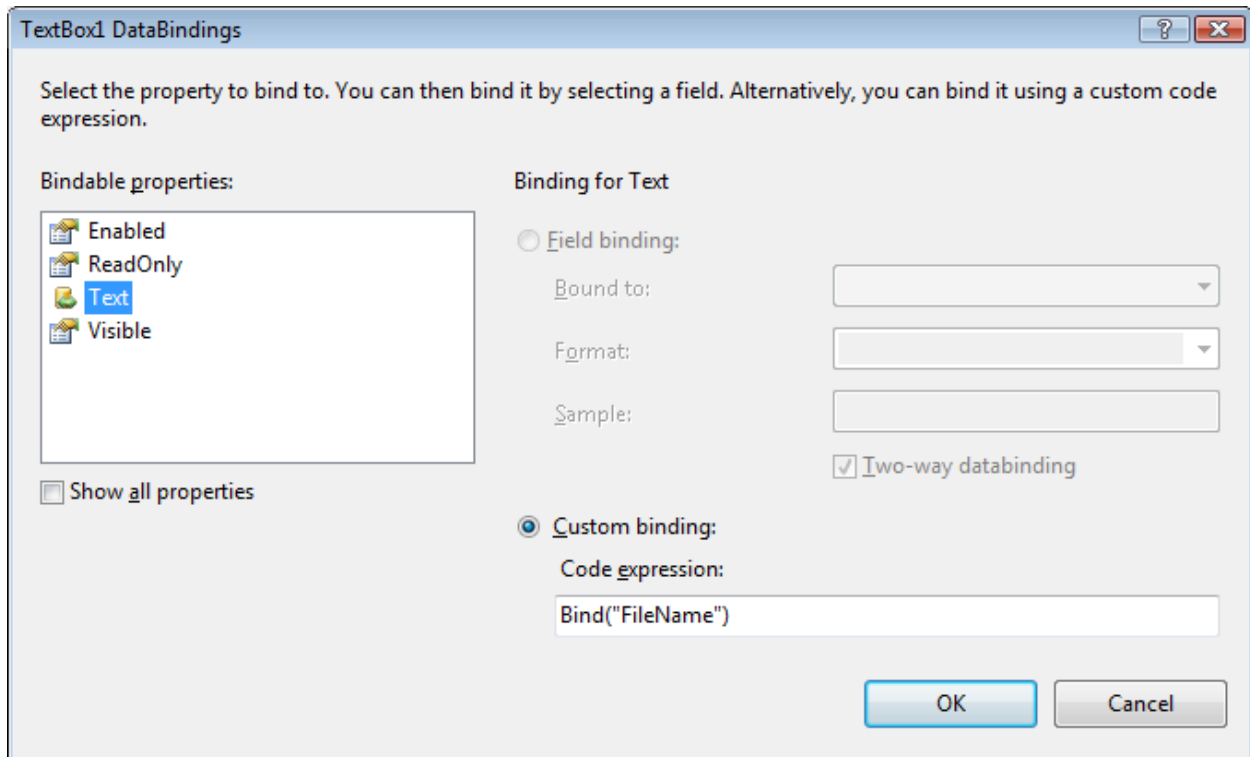 TextBox1 DataBindings
Select the property to bind to. You can then bind it by selecting a field. Alternatively, you can bind it using a custom code
expression.
Bindable properties:
Enabled
ReadOnly
Text
Visible
Show all properties
Binding for Text
Field binding:
Bound to:
Format:
Sample:
Two-way databinding
Custom binding:
Code expression:
Bind("FileName")
OK
Cancel